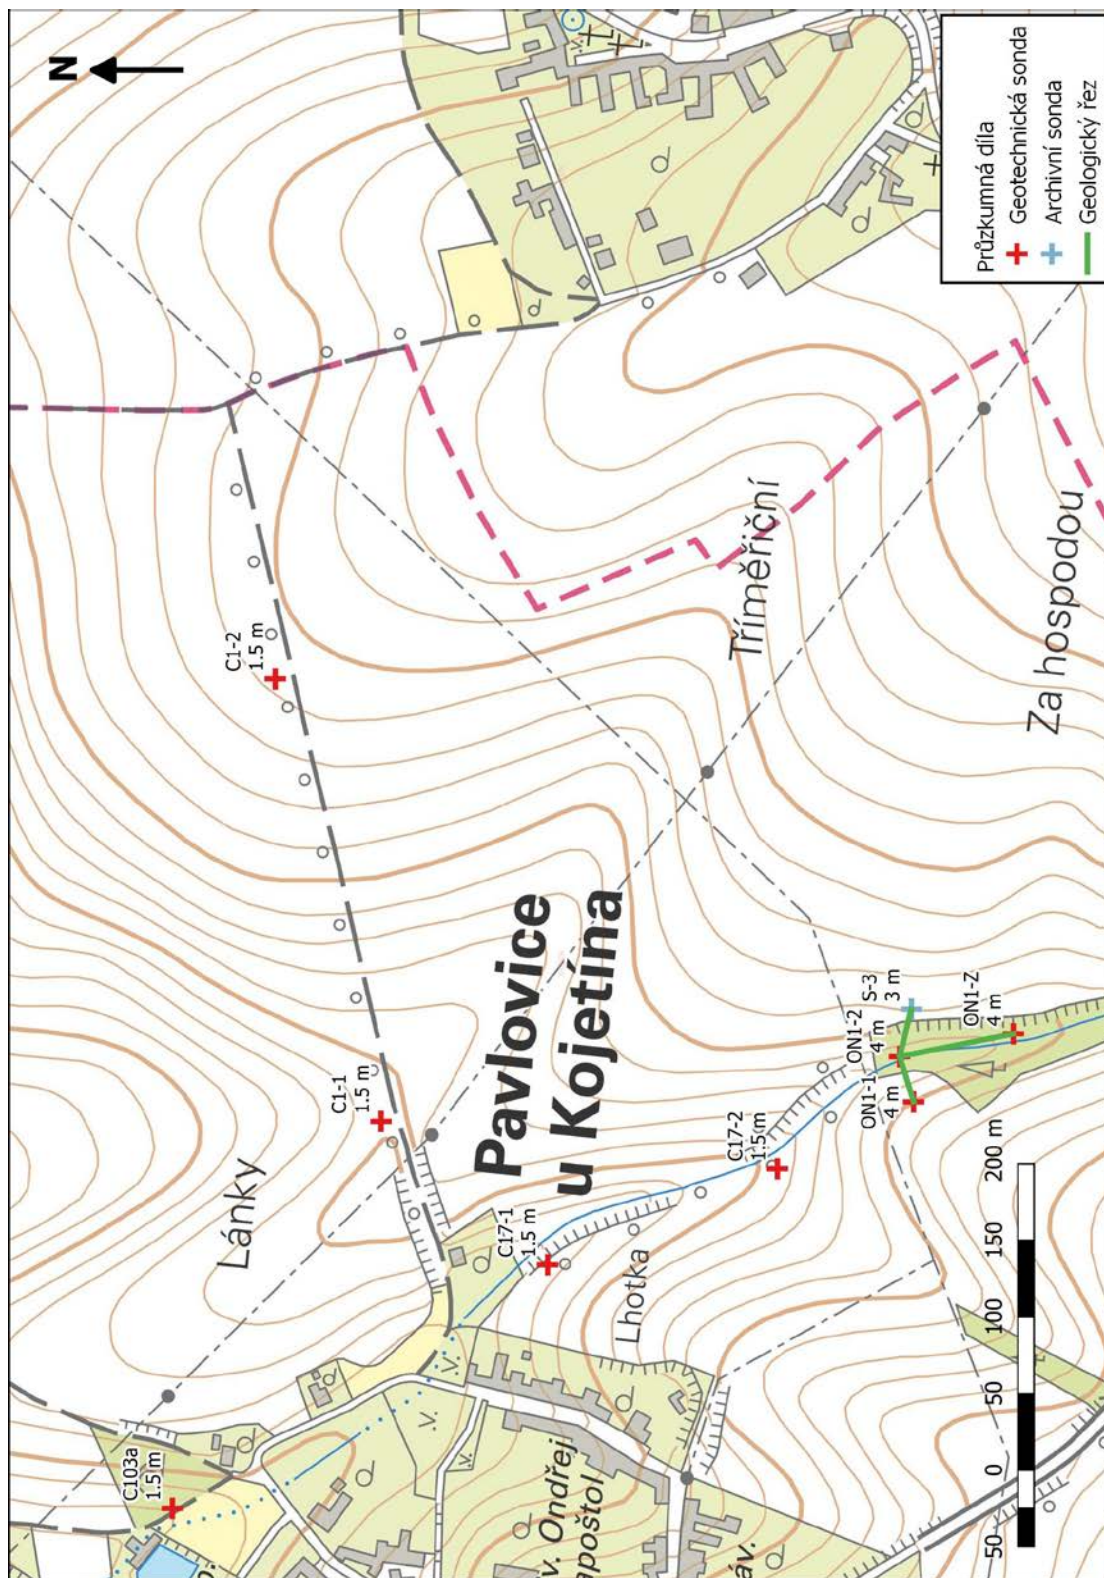 N
C103a
1.5 m
Lánky
C1-1
1.5 m
C1-2
1.5 m
Pavlovice
u Kojetína
C17-1
1.5 m
Lhotka
C17-2
1.5 m
ON1-1
4 m
ON1-2
4 m
S-3
3 m
ON1-Z
4 m
Tříměřiční
Za hospodou
v. Ondřej
apoštol
áv.
v.
v.
v.
50
0
50
100
150
200 m
Průzkumná díla
Geotechnická sonda
Archivní sonda
Geologický řez